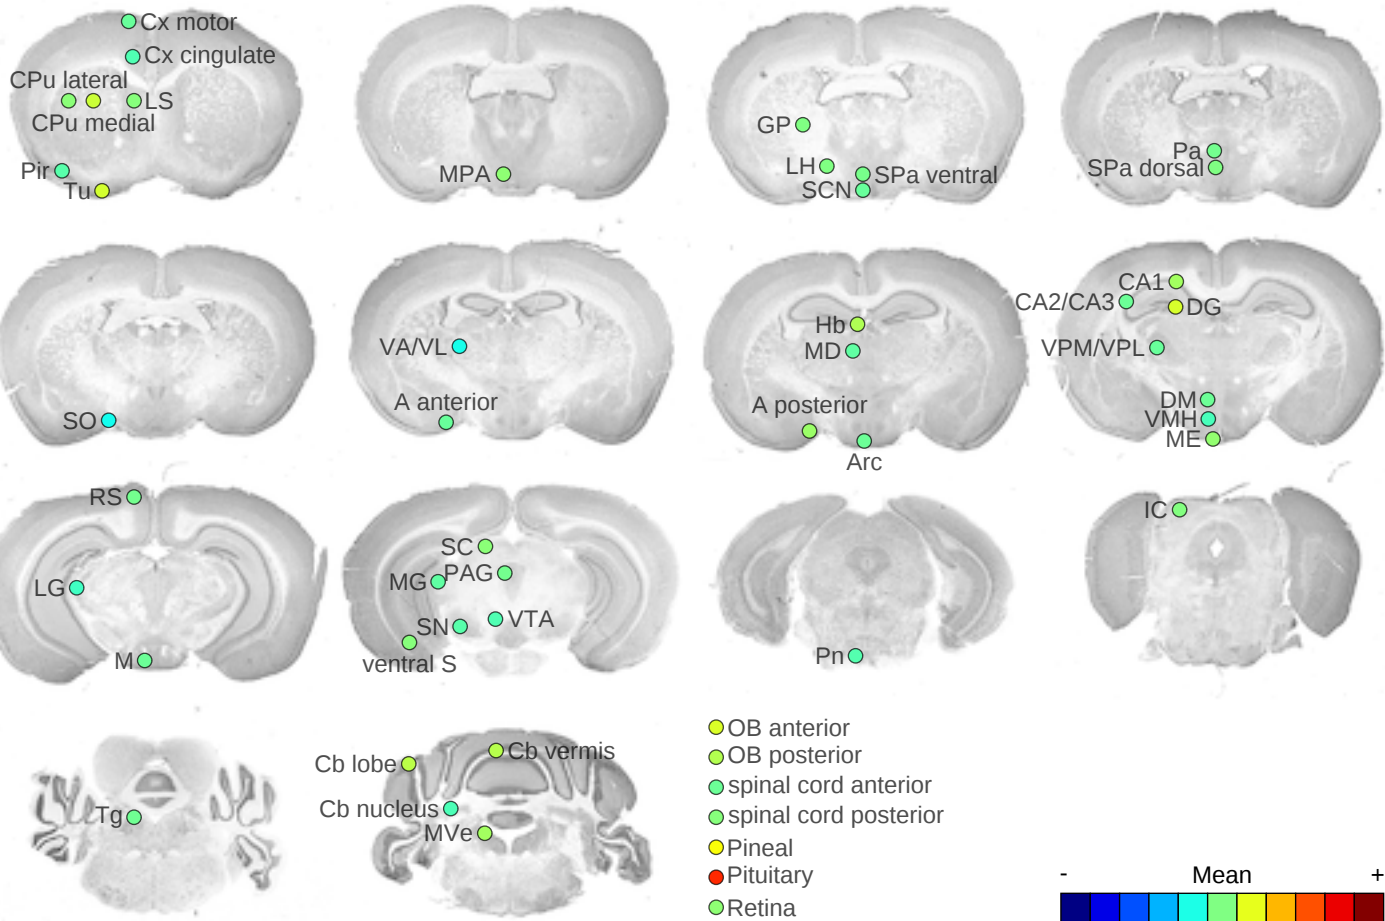 Cx motor
Cx cingulate
CPu lateral
LS
CPu medial
Pir
Tu
MPA
GP
LH
SPa ventral
SCN
Pa
SPa dorsal
SO
VA/VL
A anterior
Hb
MD
A posterior
Arc
CA1
CA2/CA3
DG
VPM/VPL
DM
VMH
ME
RS
LG
M
SC
PAG
MG
SN
VTA
ventral S
Pn
IC
Tg
Cb lobe
Cb vermis
Cb nucleus
MVe
OB anterior
OB posterior
spinal cord anterior
spinal cord posterior
Pineal
Pituitary
Retina
- Mean +